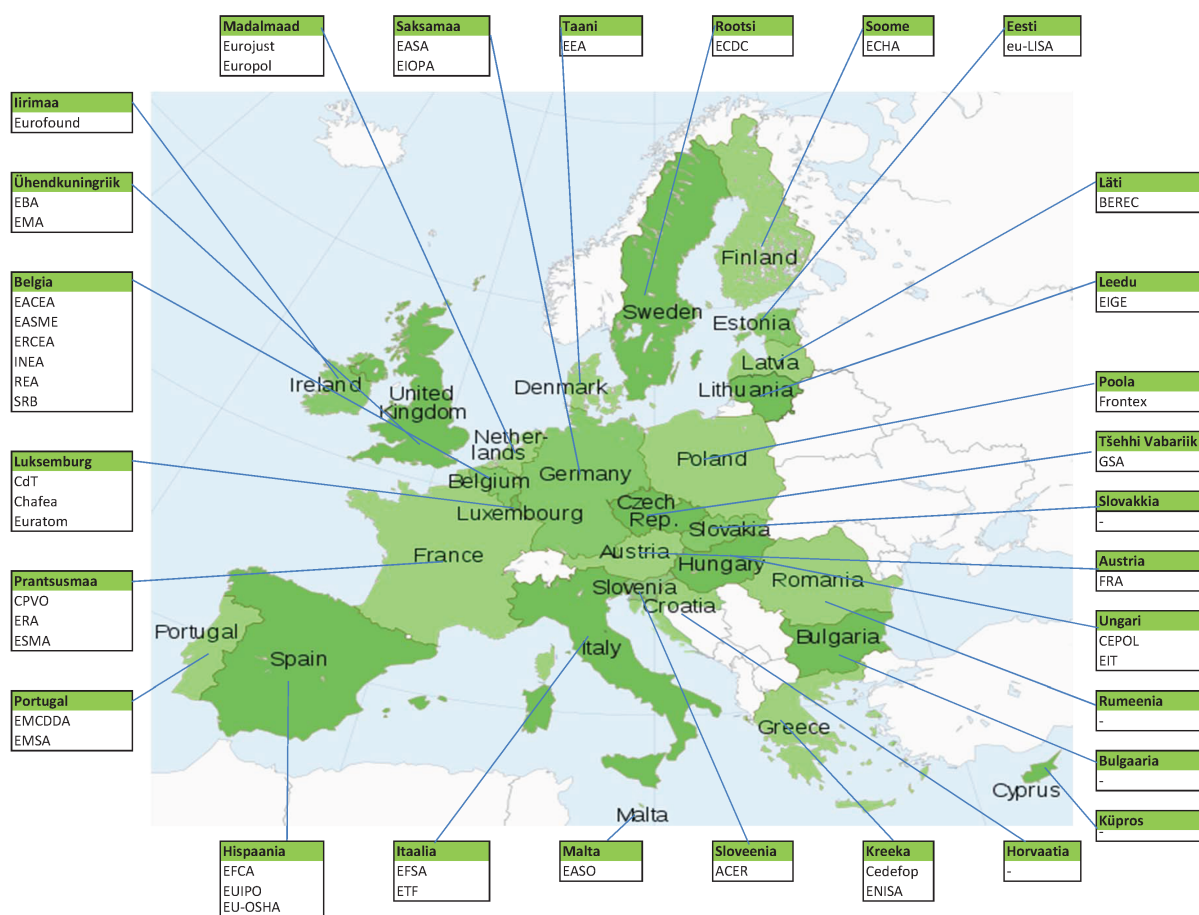 Madalmaad
Eurojust
Europol
Saksamaa
EASA
EIOPA
Taani
EEA
Rootsi
ECDC
Soome
ECHA
Eesti
eu-LISA
Iirimaa
Eurofound
Ühendkuningriik
EBA
EMA
Belgia
EACEA
EASME
ERCEA
INEA
REA
SRB
Luksemburg
CdT
Chafea
Euratom
Prantsusmaa
CPVO
ERA
ESMA
Portugal
EMCDDA
EMSA
Finland
Sweden
Estonia
Latvia
Lithuania
Denmark
Ireland
United
Kingdom
Nether-
lands
Belgium
Germany
Poland
Luxembourg
Czech
Rep.
Slovakia
France
Austria
Hungary
Slovenia
Croatia
Romania
Portugal
Spain
Italy
Bulgaria
Greece
Malta
Cyprus
Läti
BEREC
Leedu
EIGE
Poola
Frontex
Tšehhi Vabariik
GSA
Slovakkia
-
Austria
FRA
Ungari
CEPOL
EIT
Rumeenia
-
Bulgaaria
-
Küpros
-
Hispaania
EFCA
EUIPO
EU-OSHA
Itaalia
EFSA
ETF
Malta
EASO
Sloveenia
ACER
Kreeka
Cedefop
ENISA
Horvaatia
-